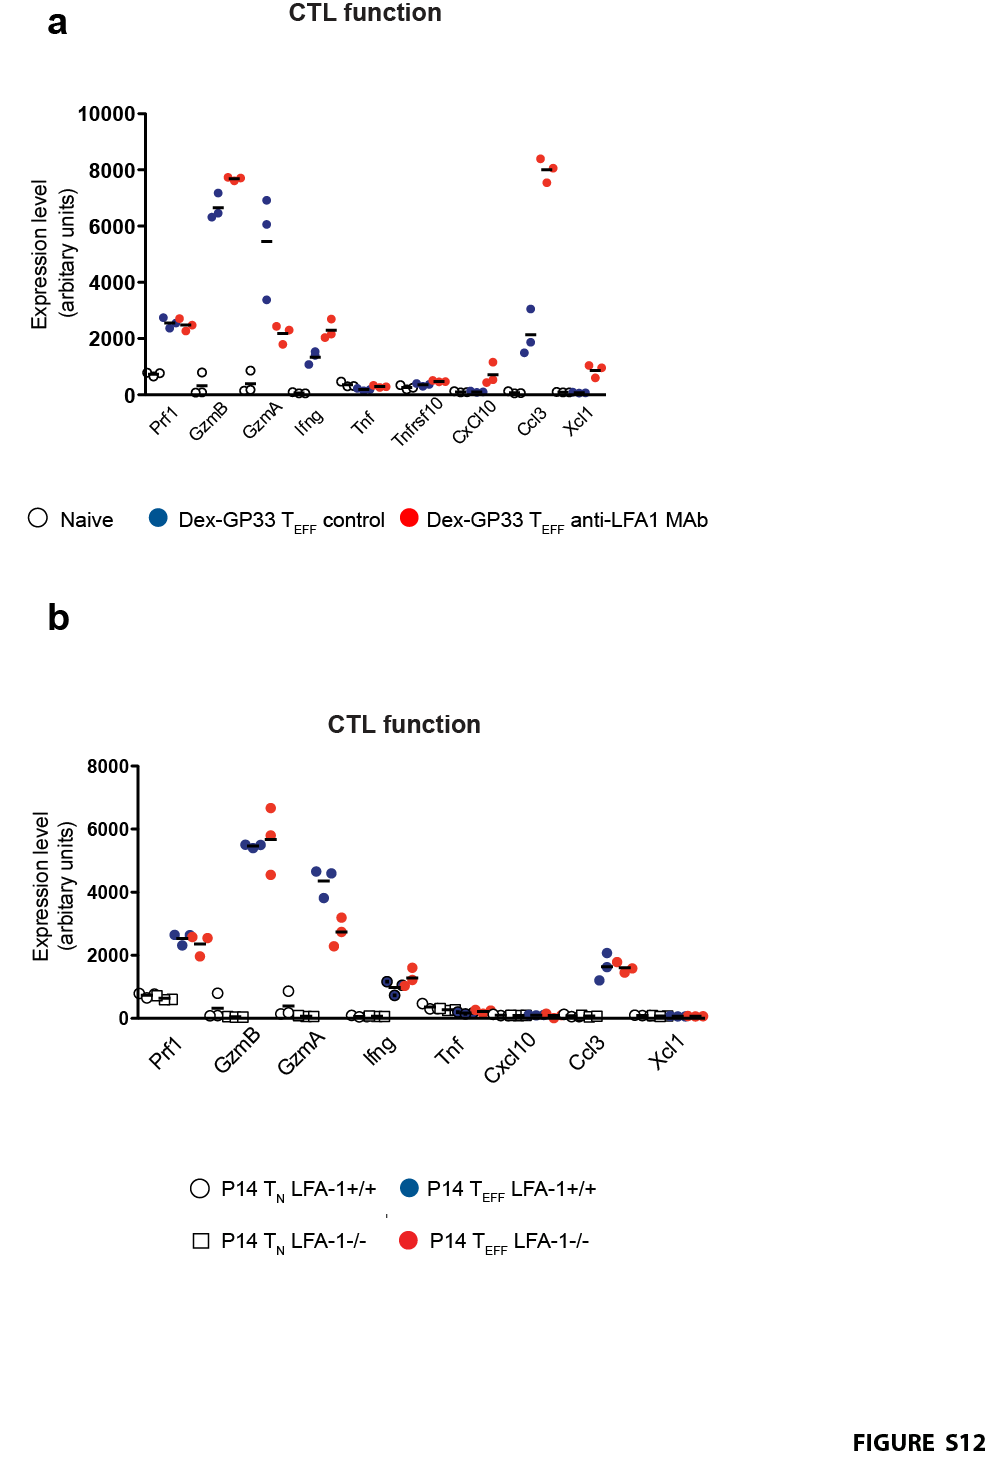 a
CTL function
10000
8000
6000
4000
2000
0
Expression level
(arbitary units)
Prf1
GzmB
GzmA
Ifng
Tnf
Tnfrsf10
CxCl10
Ccl3
Xcl1
Naive
Dex-GP33 TEFF control
Dex-GP33 TEFF anti-LFA1 MAb
b
CTL function
8000
6000
4000
2000
0
Expression level
(arbitary units)
Prf1
GzmB
GzmA
Ifng
Tnf
Cxcl10
Ccl3
Xcl1
P14 TN LFA-1+/+
P14 TEFF LFA-1+/+
P14 TN LFA-1-/-
P14 TEFF LFA-1-/-
FIGURE S12